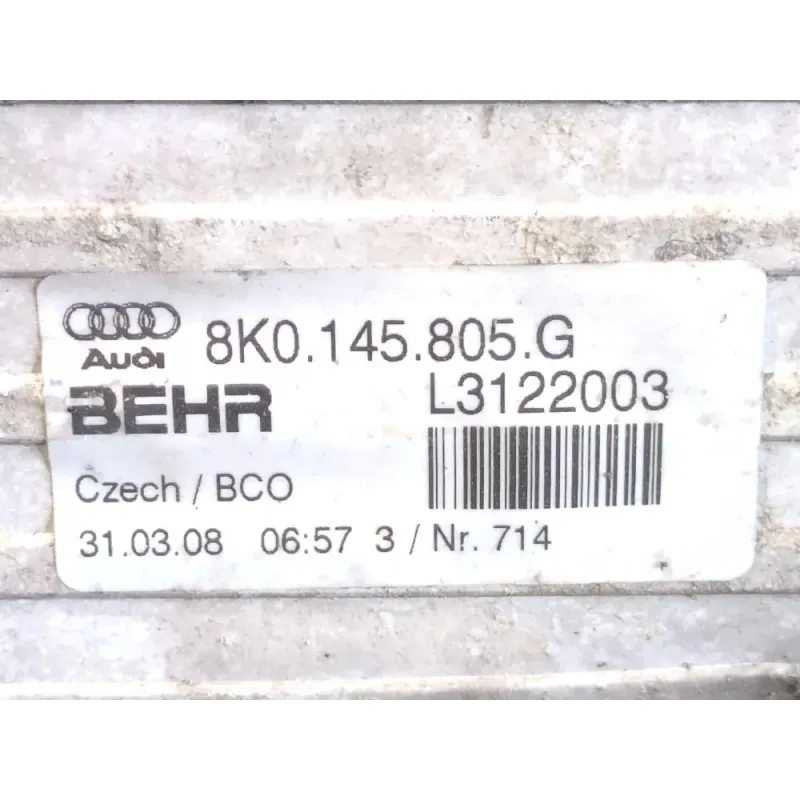 8K0.145.805.G
Audi
BEHR L3122003
Czech / BCO
31.03.08 06:57 3 / Nr. 714